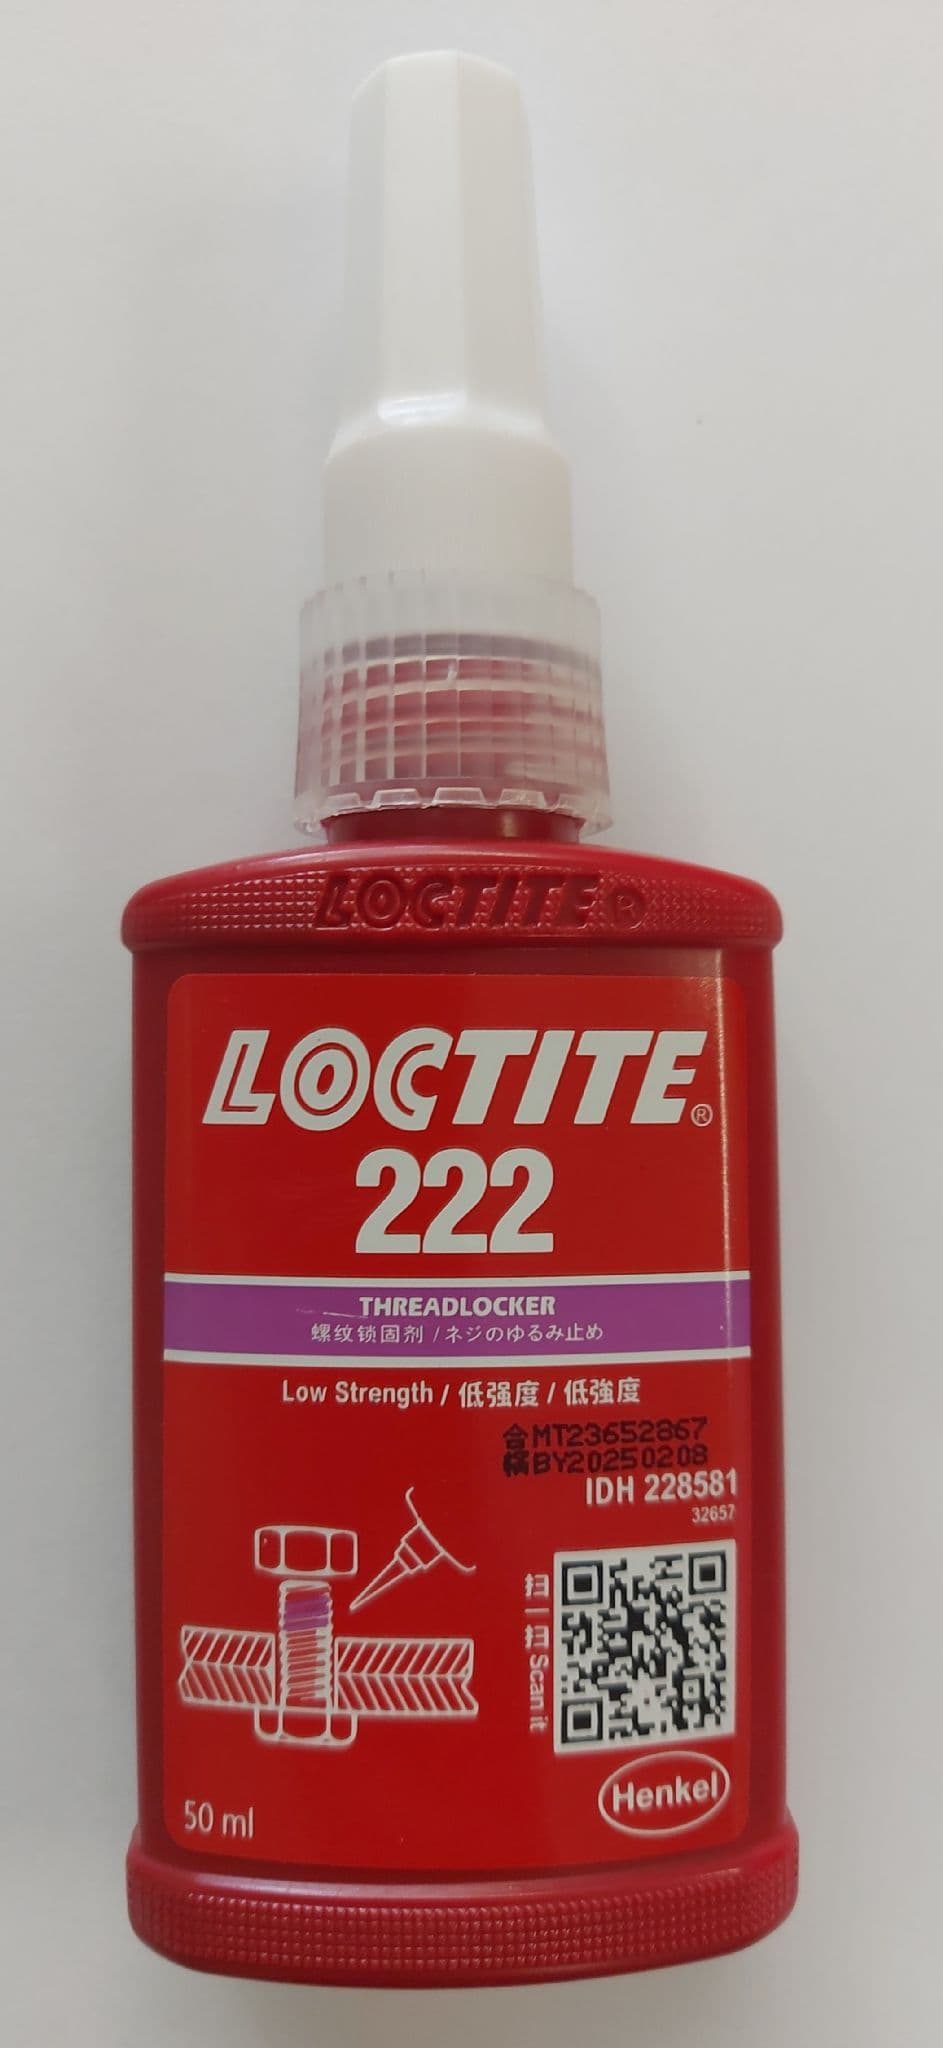 LOCTITE®
LOCTITE®
222
THREADLOCKER
螺纹锁固剂 / ネジのゆるみ止め
Low Strength / 低强度 / 低強度
合格 MT23652867
BY20250208
IDH 228581
32657
扫一扫 Scan it
Henkel
50 ml